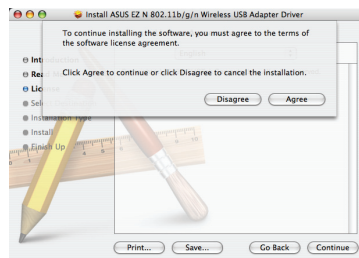 Install ASUS EZ N 802.11b/g/n Wireless USB Adapter Driver
To continue installing the software, you must agree to the terms of
the software license agreement.
Click Agree to continue or click Disagree to cancel the installation.
Disagree
Agree
Installation Type
Install
Finish Up
Print...
Save...
Go Back
Continue